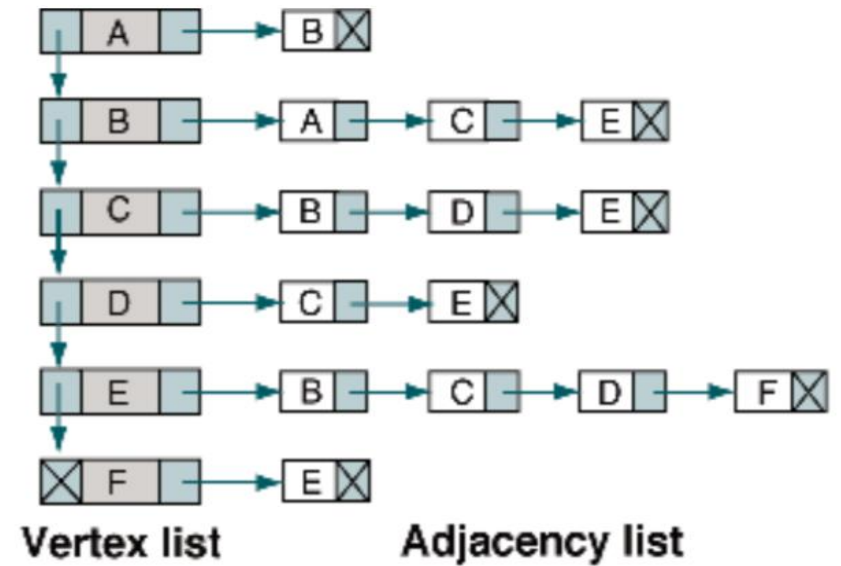 A B
B A C E
C B D E
D C E
E B C D F
F E
Vertex list Adjacency list